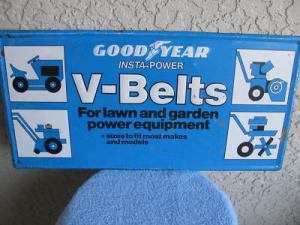 GOODYEAR
INSTA-POWER
V-Belts
For lawn and garden
power equipment
• sizes to fit most makes
and models